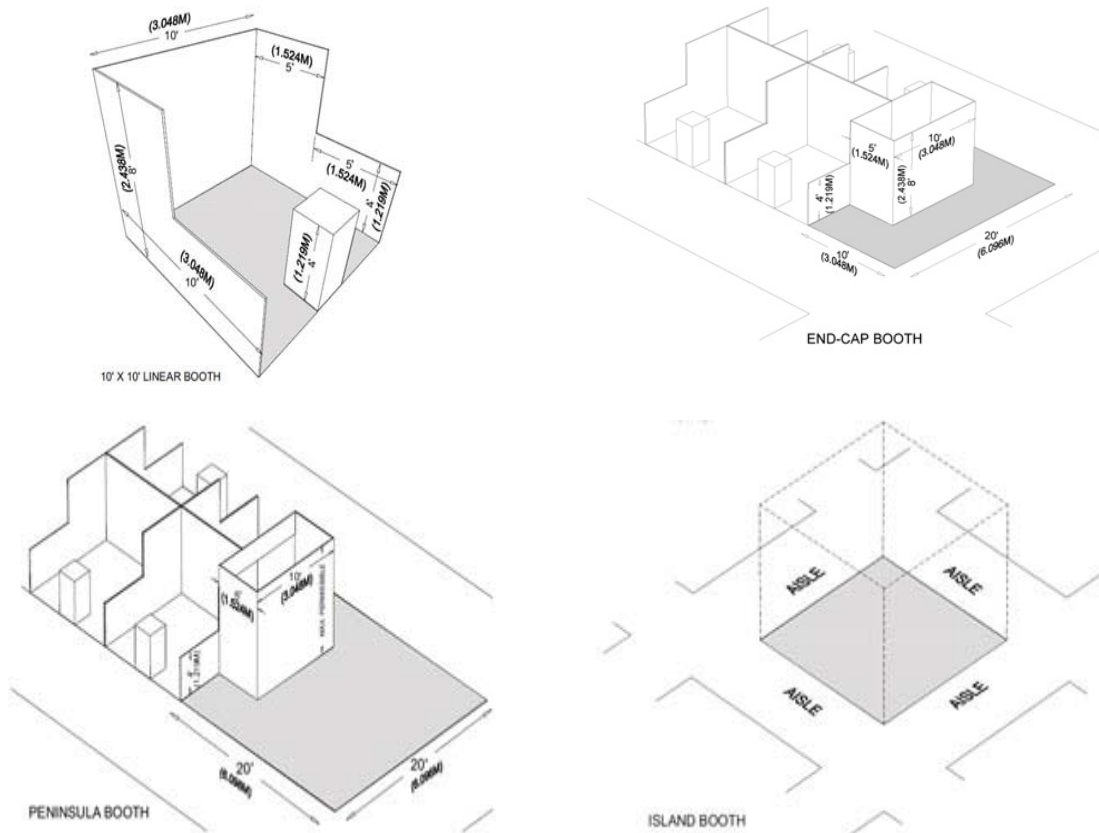 (3.048M)
10'
(1.524M)
5'
(2.438M)
8'
5'
(1.524M)
4'
(1.219M)
(1.219M)
4'
(3.048M)
10'
10' X 10' LINEAR BOOTH
5'
(1.524M)
10'
(3.048M)
4'
(1.219M)
(2.438M)
8'
10'
(3.048M)
20'
(6.096M)
END-CAP BOOTH
(1.524M)
10'
(3.048M)
4'
(1.219M)
20'
(6.096M)
20'
(6.096M)
PENINSULA BOOTH
AISLE
AISLE
AISLE
AISLE
ISLAND BOOTH